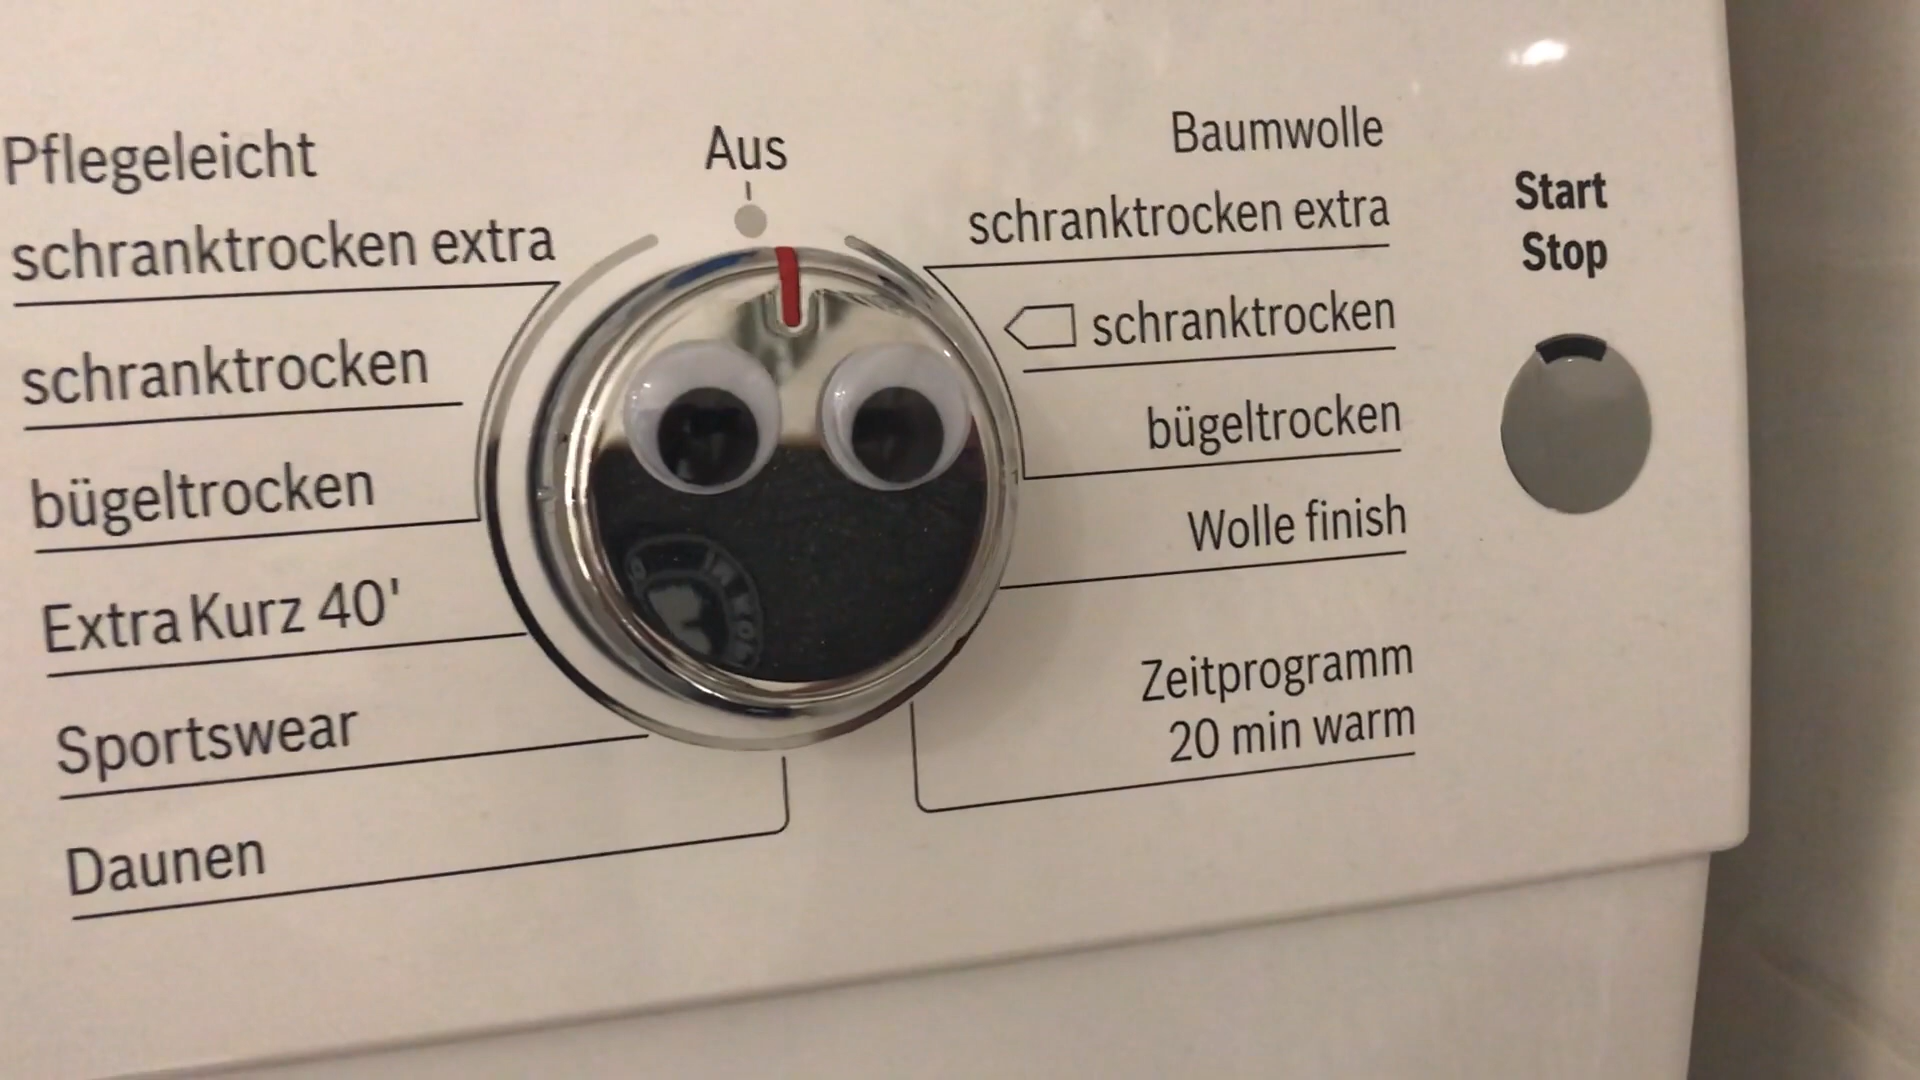 Pflegeleicht
schranktrocken extra
schranktrocken
bügeltrocken
Extra Kurz 40'
Sportswear
Daunen
Aus
Baumwolle
schranktrocken extra
schranktrocken
bügeltrocken
Wolle finish
Zeitprogramm
20 min warm
Start
Stop